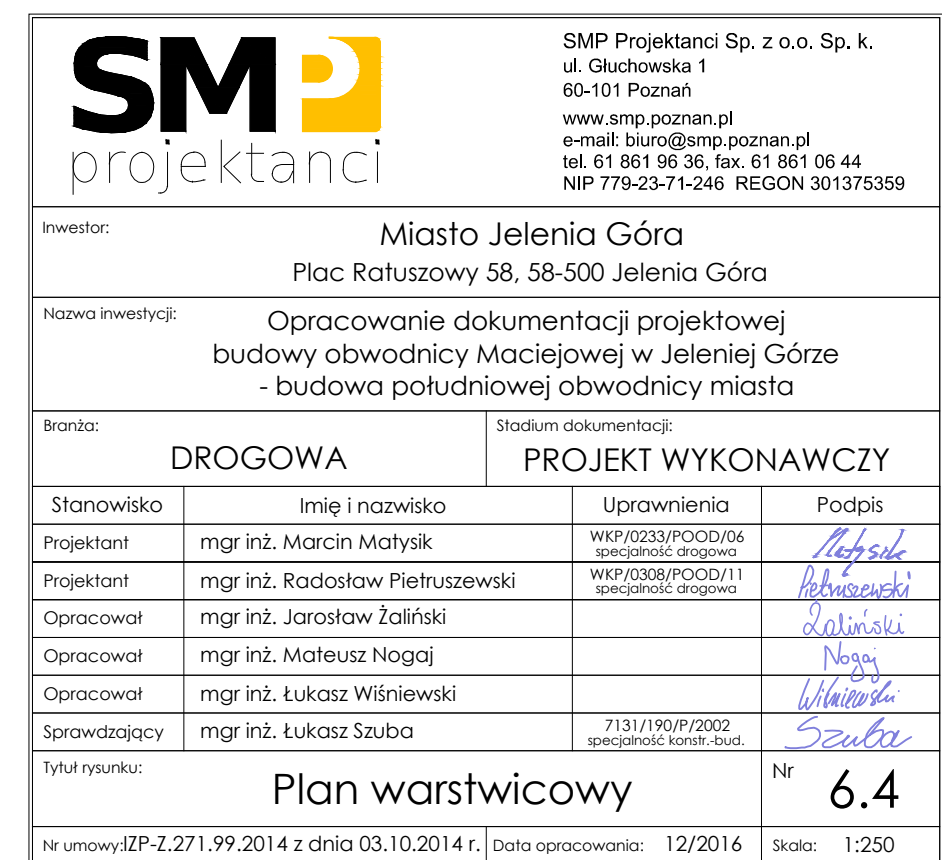 SMP
projektanci
SMP Projektanci Sp. z o.o. Sp. k.
ul. Głuchowska 1
60-101 Poznań
www.smp.poznan.pl
e-mail: biuro@smp.poznan.pl
tel. 61 861 96 36, fax. 61 861 06 44
NIP 779-23-71-246 REGON 301375359
Inwestor:
Miasto Jelenia Góra
Plac Ratuszowy 58, 58-500 Jelenia Góra
Nazwa inwestycji:
Opracowanie dokumentacji projektowej
budowy obwodnicy Maciejowej w Jeleniej Górze
- budowa południowej obwodnicy miasta
Branża:
DROGOWA
Stadium dokumentacji:
PROJEKT WYKONAWCZY
Stanowisko Imię i nazwisko Uprawnienia Podpis
Projektant mgr inż. Marcin Matysik WKP/0233/POOD/06 Matysik
specjalność drogowa
Projektant mgr inż. Radosław Pietruszewski WKP/0308/POOD/11 Pietruszewski
specjalność drogowa
Opracował mgr inż. Jarosław Żaliński Żaliński
Opracował mgr inż. Mateusz Nogaj Nogaj
Opracował mgr inż. Łukasz Wiśniewski Wiśniewski
Sprawdzający mgr inż. Łukasz Szuba 7131/190/P/2002 Szuba
specjalność konstr.-bud.
Tytuł rysunku:
Plan warstwicowy
Nr 6.4
Nr umowy:IZP-Z.271.99.2014 z dnia 03.10.2014 r. Data opracowania: 12/2016 Skala: 1:250